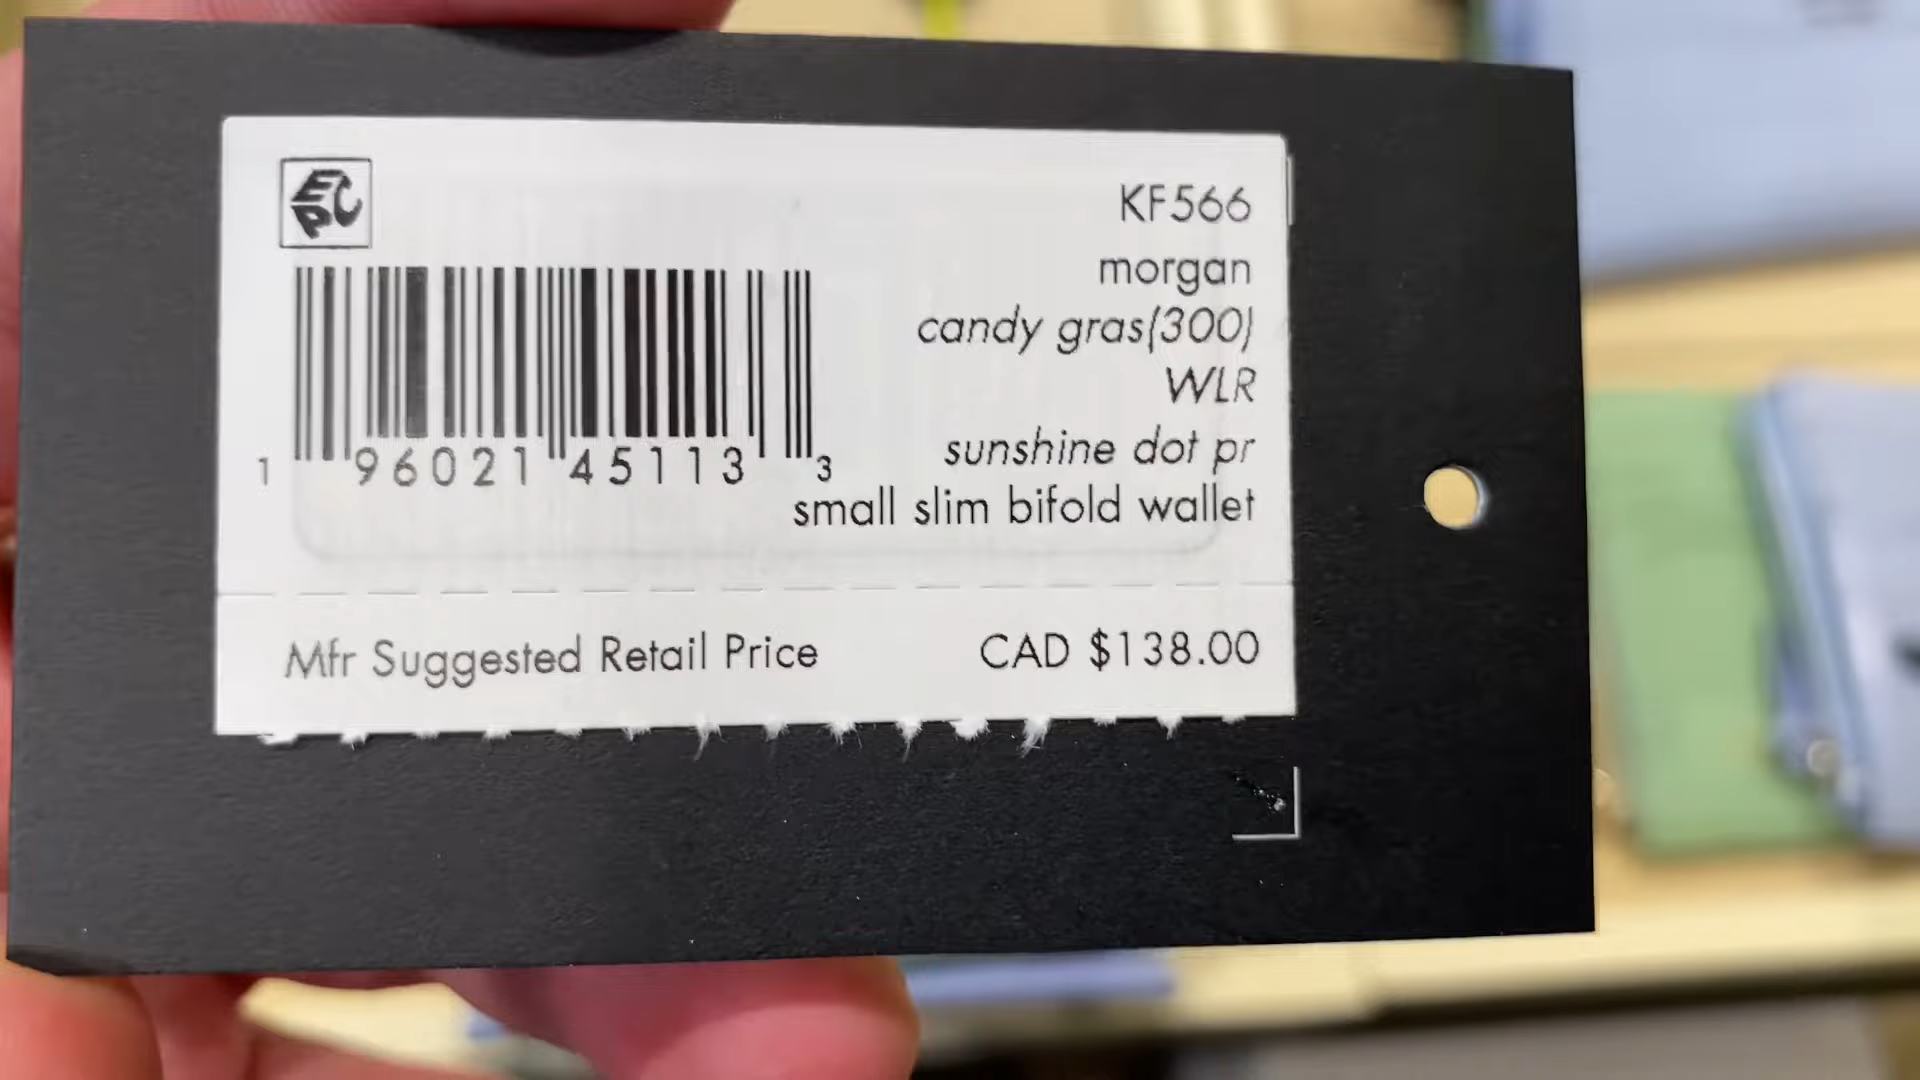 EPC
KF566
morgan
candy gras(300)
WLR
sunshine dot pr
small slim bifold wallet
1 96021 45113 3
Mfr Suggested Retail Price CAD $138.00